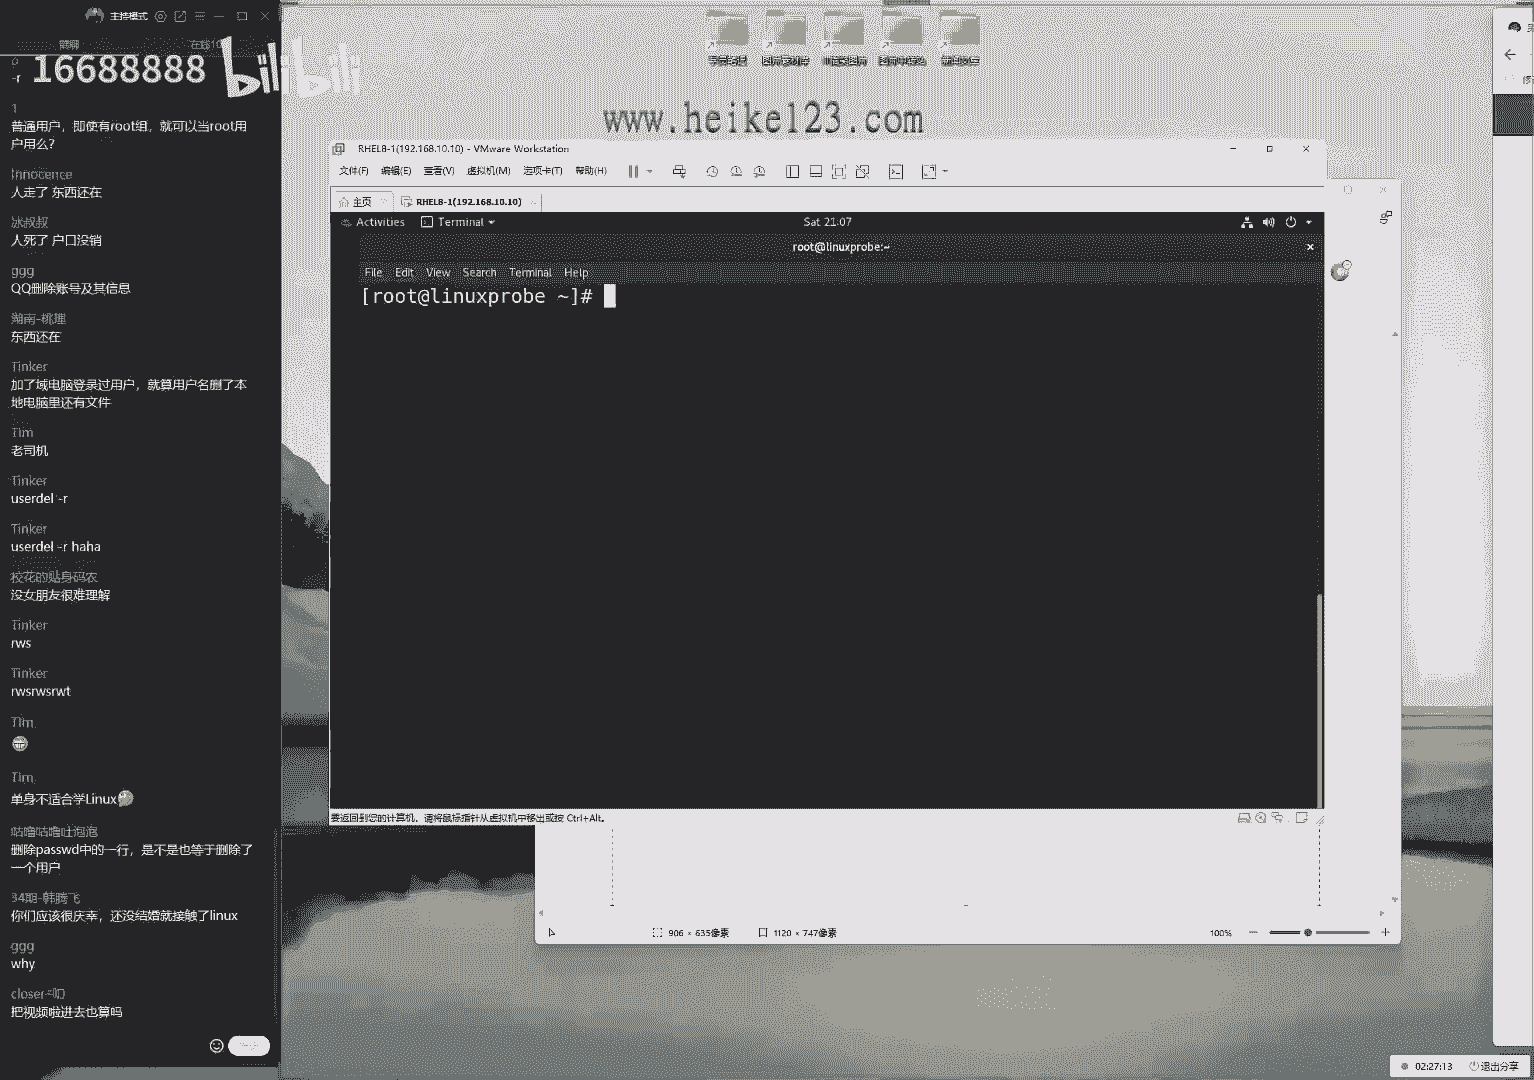 主持模式
16688888
bilibili
-r
1
普通用户，即使有root组，就可以当root用
户用么?
Innocence
人走了 东西还在
冰叔叔
人死了 户口没销
ggg
QQ删除账号及其信息
湖南-桃理
东西还在
Tinker
加了域电脑登录过用户，就算用户名删了本
地电脑里还有文件
Tim
老司机
Tinker
userdel -r
Tinker
userdel -r haha
校花的贴身码农
没女朋友很难理解
Tinker
rws
Tinker
rwsrwsrwt
Tim
Tim
单身不适合学Linux
咕噜咕噜吐泡泡
删除passwd中的一行，是不是也等于删除了
一个用户
34期-韩腾飞
你们应该很庆幸，还没结婚就接触了linux
ggg
why
closer-叩
把视频啦进去也算吗
www.heike123.com
RHEL8-1(192.168.10.10) - VMware Workstation
文件(F) 编辑(E) 查看(V) 虚拟机(M) 选项卡(T) 帮助(H)
主页 RHEL8-1(192.168.10.10)
Activities Terminal Sat 21:07
root@linuxprobe:~
File Edit View Search Terminal Help
[root@linuxprobe ~]#
要返回到您的计算机，请将鼠标指针从虚拟机中移出或按 Ctrl+Alt。
906 × 635像素 1120 × 747像素 100%
02:27:13 退出分享